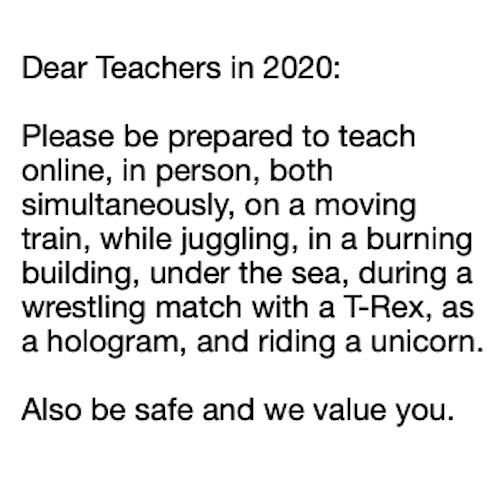 Dear Teachers in 2020:
Please be prepared to teach
online, in person, both
simultaneously, on a moving
train, while juggling, in a burning
building, under the sea, during a
wrestling match with a T-Rex, as
a hologram, and riding a unicorn.
Also be safe and we value you.